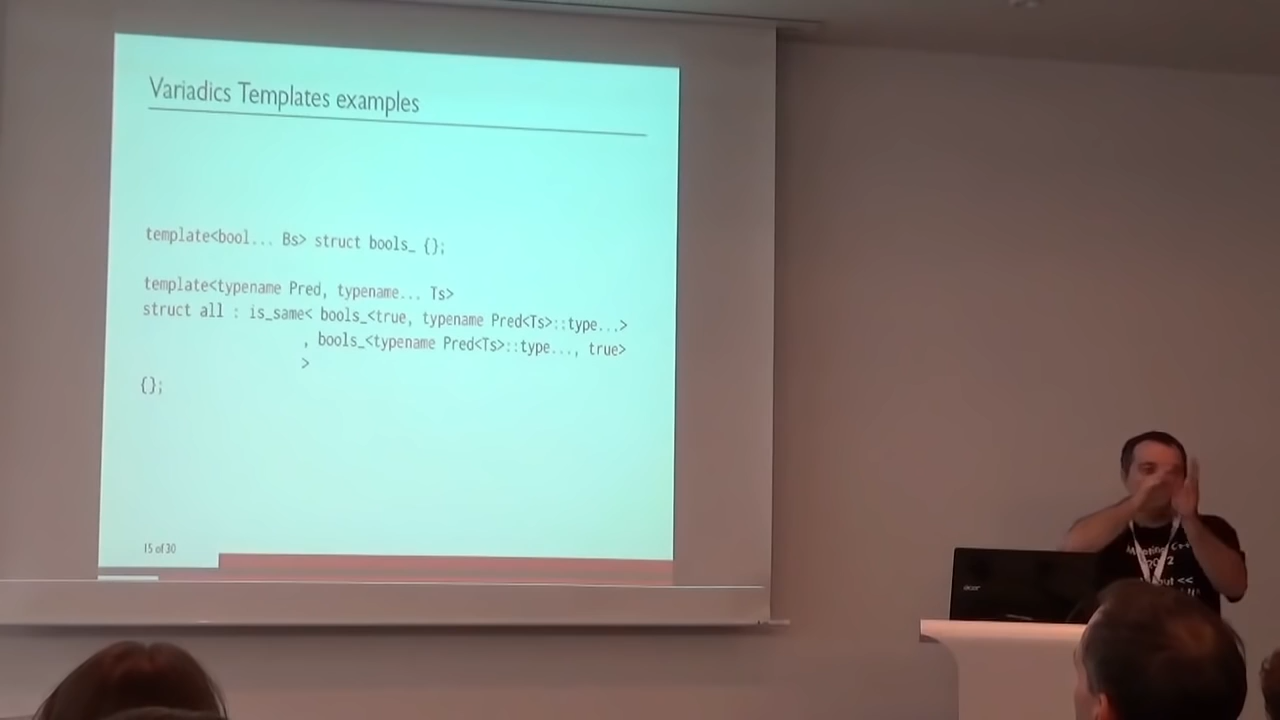 Variadics Templates examples
template<bool... Bs> struct bools_ {};
template<typename Pred, typename... Ts>
struct all : is_same< bools_<true, typename Pred<Ts>::type...>
, bools_<typename Pred<Ts>::type..., true>
>
{};
15 of 30
acer
C++
<<